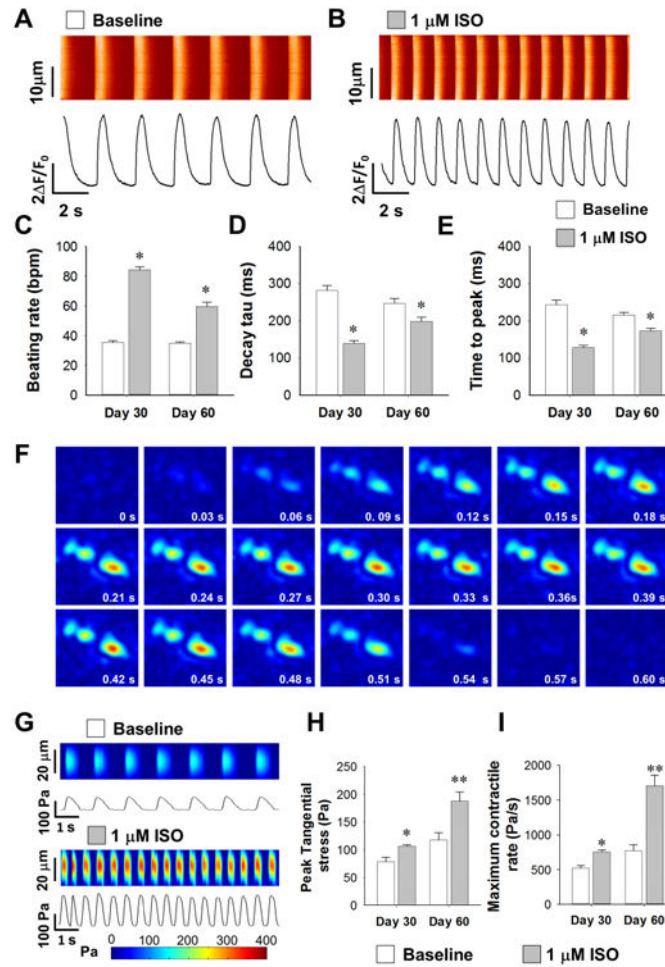 A
Baseline
B
1 μM ISO
10μm
10μm
2ΔF/F0
2ΔF/F0
2 s
2 s
Baseline
1 μM ISO
C
D
E
Beating rate (bpm)
100
80
60
40
20
0
*
*
Day 30 Day 60
Decay tau (ms)
400
300
200
100
0
*
*
Day 30 Day 60
Time to peak (ms)
400
300
200
100
0
*
*
Day 30 Day 60
F
0 s 0.03 s 0.06 s 0. 09 s 0.12 s 0.15 s 0.18 s
0.21 s 0.24 s 0.27 s 0.30 s 0.33 s 0.36s 0.39 s
0.42 s 0.45 s 0.48 s 0.51 s 0.54 s 0.57 s 0.60 s
G
Baseline
20 μm
100 Pa
1 s
1 μM ISO
20 μm
100 Pa
1 s
Pa
0 100 200 300 400
H
Peak Tangential
stress (Pa)
250
200
150
100
50
0
*
**
Day 30 Day 60
I
Maximum contractile
rate (Pa/s)
2000
1500
1000
500
0
*
**
Day 30 Day 60
Baseline
1 μM ISO